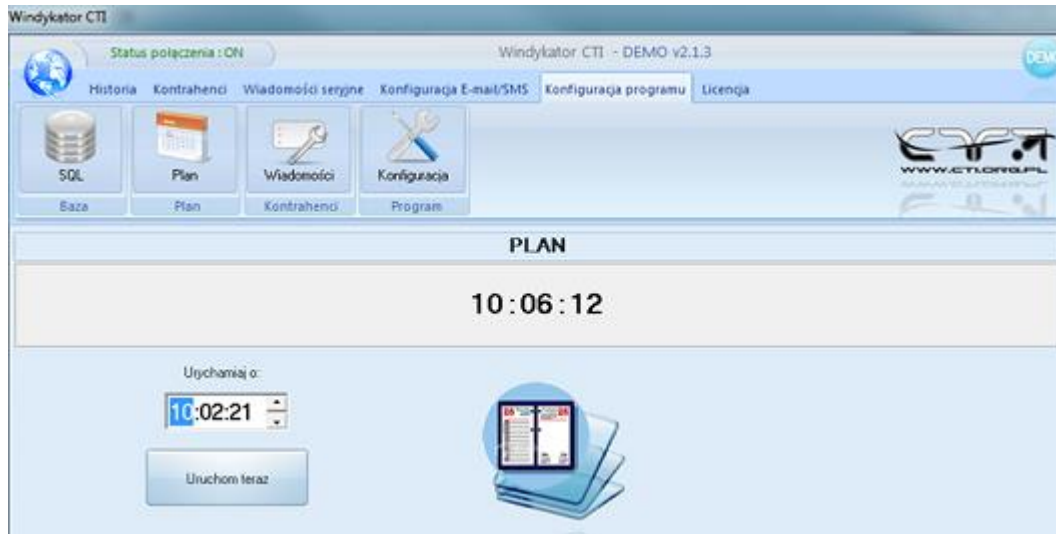 Windykator CTI
Status połączenia : ON
Windykator CTI - DEMO v2.1.3
DEMO
Historia Kontrahenci Wiadomości seryjne Konfiguracja E-mail/SMS Konfiguracja programu Licencja
SQL Plan Wiadomości Konfiguracja
Baza Plan Kontrahenci Program
WWW.CTI.ORG.PL
PLAN
10:06:12
Urychamiaj o:
10:02:21
Uruchom teraz